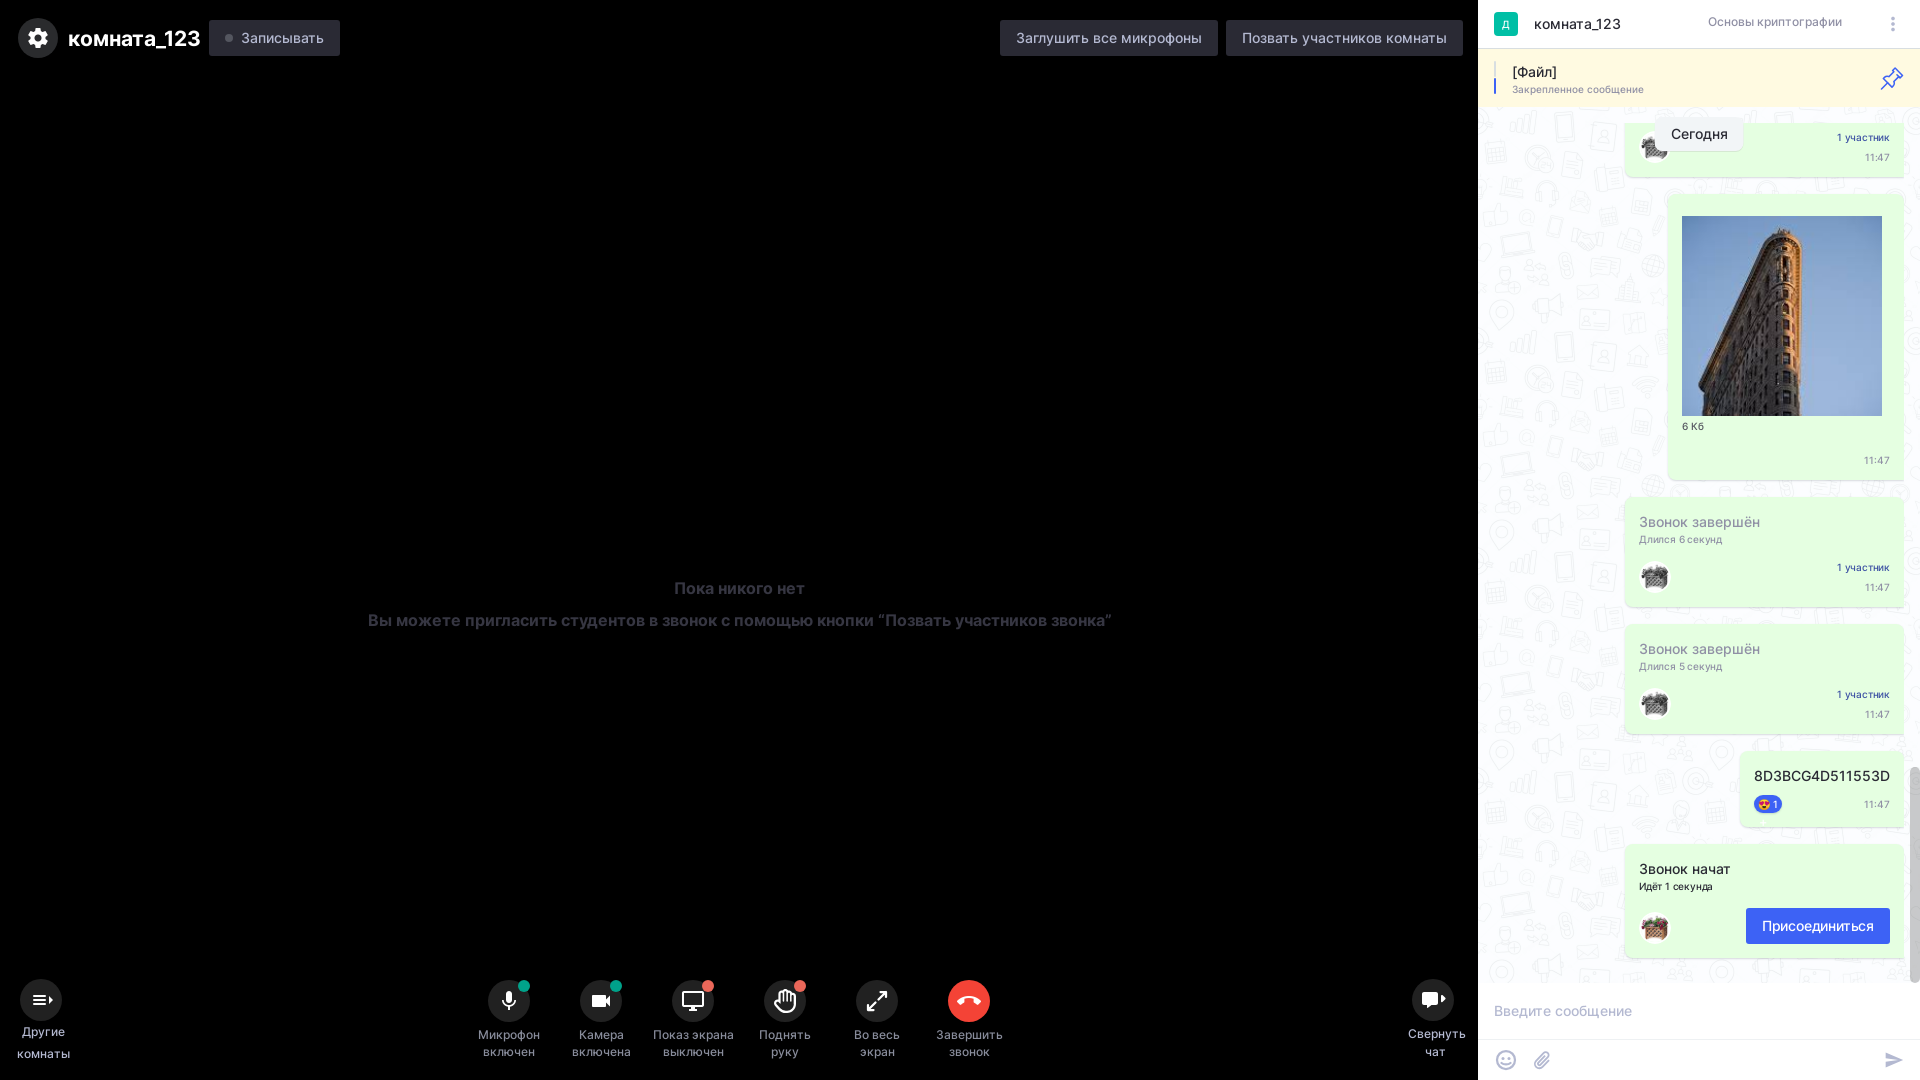 комната_123
Записывать
Заглушить все микрофоны
Позвать участников комнаты
Д
комната_123
Основы криптографии
[Файл]
Закрепленное сообщение
Сегодня
1 участник
11:47
6 Кб
11:47
Звонок завершён
Длился 6 секунд
1 участник
11:47
Звонок завершён
Длился 5 секунд
1 участник
11:47
8D3BCG4D511553D
1
11:47
Звонок начат
Идёт 1 секунда
Присоединиться
Пока никого нет
Вы можете пригласить студентов в звонок с помощью кнопки “Позвать участников звонка”
Другие
комнаты
Микрофон
включен
Камера
включена
Показ экрана
выключен
Поднять
руку
Во весь
экран
Завершить
звонок
Свернуть
чат
Введите сообщение